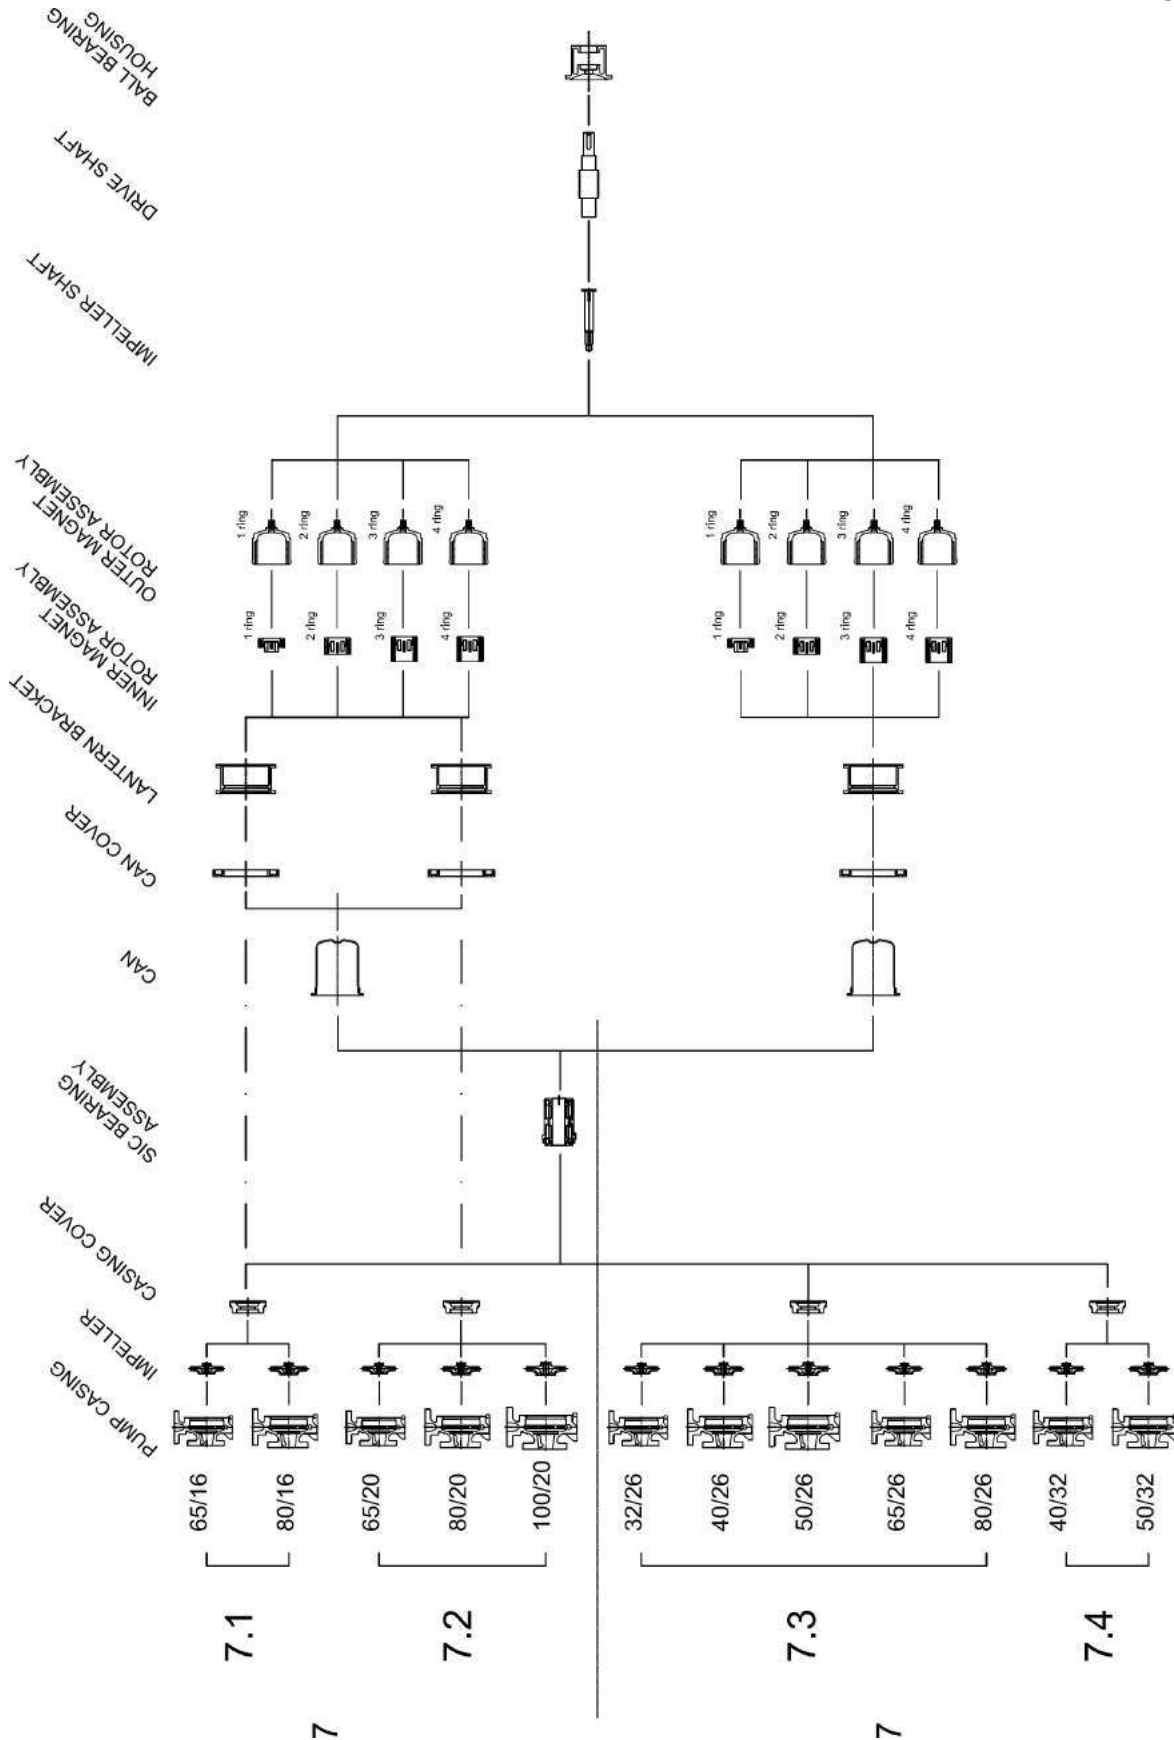 BALL BEARING
HOUSING
DRIVE SHAFT
IMPELLER SHAFT
OUTER MAGNET
ROTOR ASSEMBLY
INNER MAGNET
ROTOR ASSEMBLY
LANTERN BRACKET
CAN COVER
CAN
SIC BEARING
ASSEMBLY
CASING COVER
IMPELLER
PUMP CASING
1 ring
2 ring
3 ring
4 ring
1 ring
2 ring
3 ring
4 ring
1 ring
2 ring
3 ring
4 ring
1 ring
2 ring
3 ring
4 ring
65/16
80/16
65/20
80/20
100/20
32/26
40/26
50/26
65/26
80/26
40/32
50/32
7.1
7.2
7.3
7.4
7
7